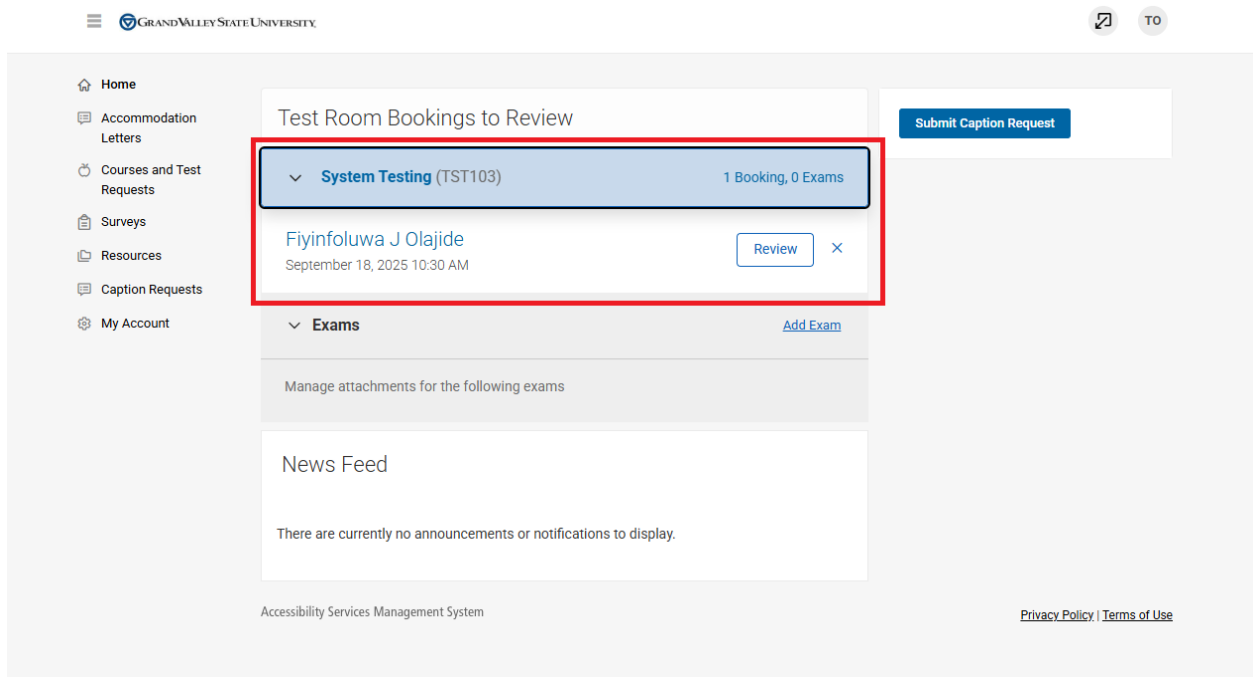 GRAND VALLEY STATE UNIVERSITY.
TO
Home
Accommodation
Letters
Courses and Test
Requests
Surveys
Resources
Caption Requests
My Account
Test Room Bookings to Review
System Testing (TST103)
1 Booking, 0 Exams
Fiyinfoluwa J Olajide
Review
September 18, 2025 10:30 AM
Exams
Add Exam
Manage attachments for the following exams
News Feed
There are currently no announcements or notifications to display.
Submit Caption Request
Accessibility Services Management System
Privacy Policy | Terms of Use